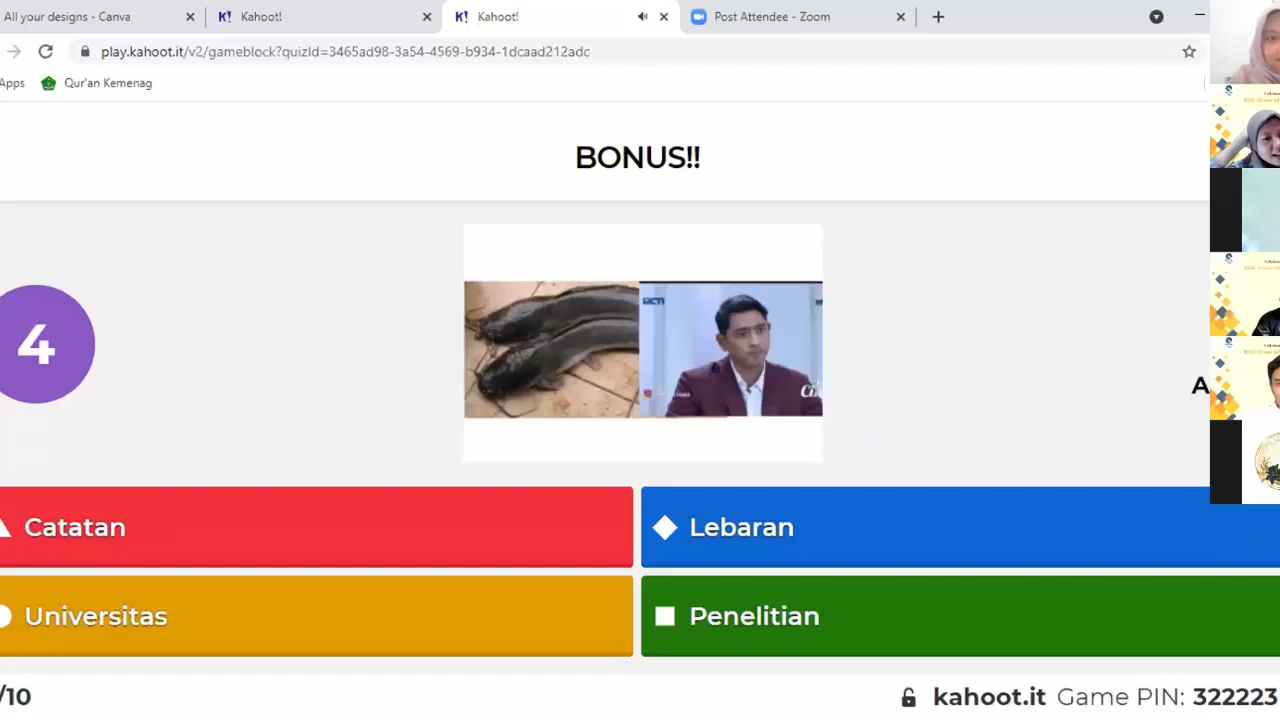 All your designs - Canva
Kahoot!
Kahoot!
Post Attendee - Zoom
play.kahoot.it/v2/gameblock?quizId=3465ad98-3a54-4569-b934-1dcaad212adc
Apps
Qur'an Kemenag
BONUS!!
RCTI
4
A
Catatan
Lebaran
Universitas
Penelitian
/10
kahoot.it Game PIN: 322223